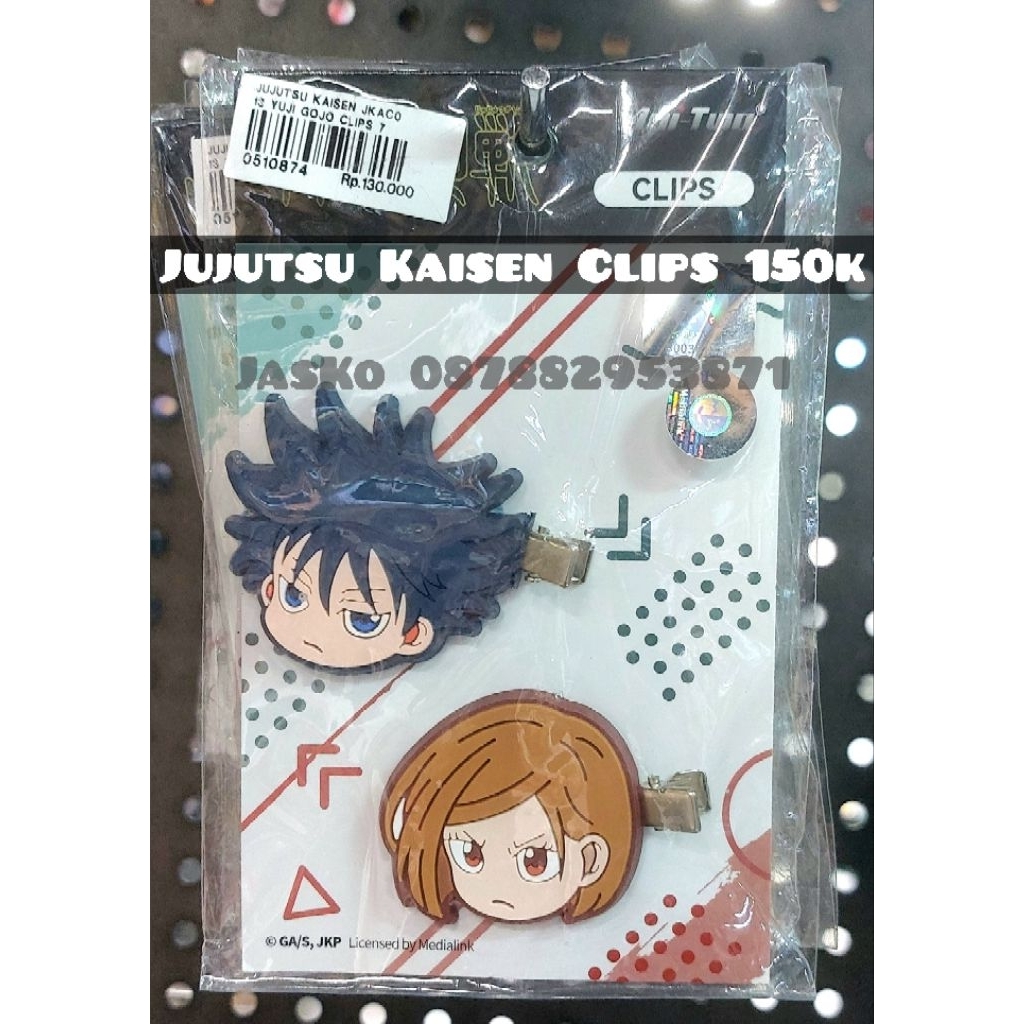 JUJUTSU KAISEN JKACO
13 YUJI GOJO CLIPS 7
0510874
Rp.130.000
CLIPS
JUJUTSU KAISEN CLIPS 150K
JASKO 087882953871
© GA/S, JKP Licensed by Medialink